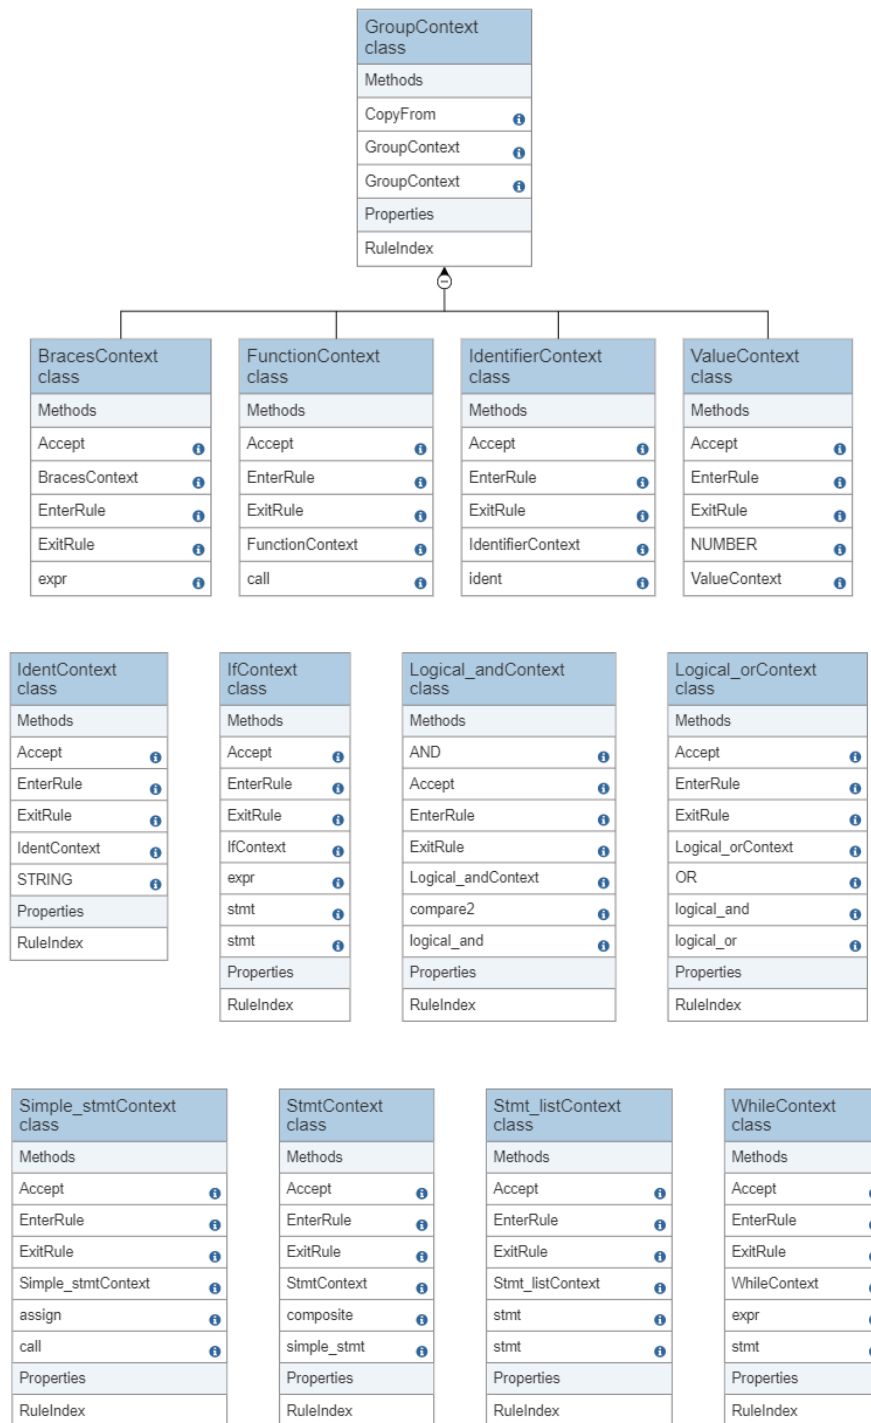 GroupContext
class
Methods
CopyFrom
GroupContext
GroupContext
Properties
RuleIndex
BracesContext
class
Methods
Accept
BracesContext
EnterRule
ExitRule
expr
FunctionContext
class
Methods
Accept
EnterRule
ExitRule
FunctionContext
call
IdentifierContext
class
Methods
Accept
EnterRule
ExitRule
IdentifierContext
ident
ValueContext
class
Methods
Accept
EnterRule
ExitRule
NUMBER
ValueContext
IdentContext
class
Methods
Accept
EnterRule
ExitRule
IdentContext
STRING
Properties
RuleIndex
IfContext
class
Methods
Accept
EnterRule
ExitRule
IfContext
expr
stmt
stmt
Properties
RuleIndex
Logical_andContext
class
Methods
AND
Accept
EnterRule
ExitRule
Logical_andContext
compare2
logical_and
Properties
RuleIndex
Logical_orContext
class
Methods
Accept
EnterRule
ExitRule
Logical_orContext
OR
logical_and
logical_or
Properties
RuleIndex
Simple_stmtContext
class
Methods
Accept
EnterRule
ExitRule
Simple_stmtContext
assign
call
Properties
RuleIndex
StmtContext
class
Methods
Accept
EnterRule
ExitRule
StmtContext
composite
simple_stmt
Properties
RuleIndex
Stmt_listContext
class
Methods
Accept
EnterRule
ExitRule
Stmt_listContext
stmt
stmt
Properties
RuleIndex
WhileContext
class
Methods
Accept
EnterRule
ExitRule
WhileContext
expr
stmt
Properties
RuleIndex